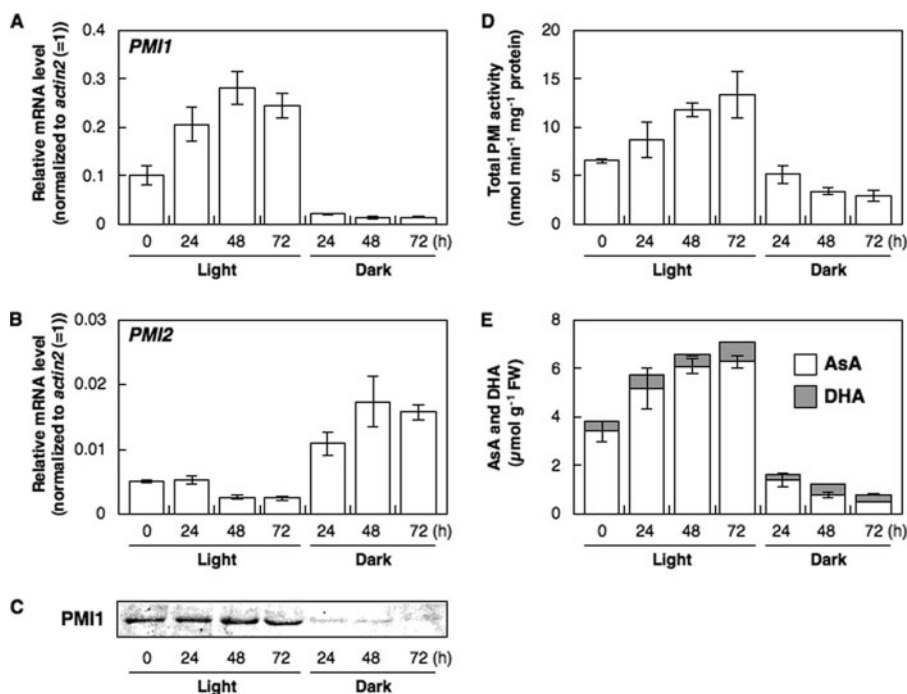 A
PMI1
Relative mRNA level
(normalized to actin2 (=1))
0.4
0.3
0.2
0.1
0
0 24 48 72 24 48 72 (h)
Light Dark
B
PMI2
Relative mRNA level
(normalized to actin2 (=1))
0.03
0.02
0.01
0
0 24 48 72 24 48 72 (h)
Light Dark
C
PMI1
0 24 48 72 24 48 72 (h)
Light Dark
D
Total PMI activity
(nmol min⁻¹ mg⁻¹ protein)
20
15
10
5
0
0 24 48 72 24 48 72 (h)
Light Dark
E
AsA and DHA
(µmol g⁻¹ FW)
8
6
4
2
0
AsA
DHA
0 24 48 72 24 48 72 (h)
Light Dark